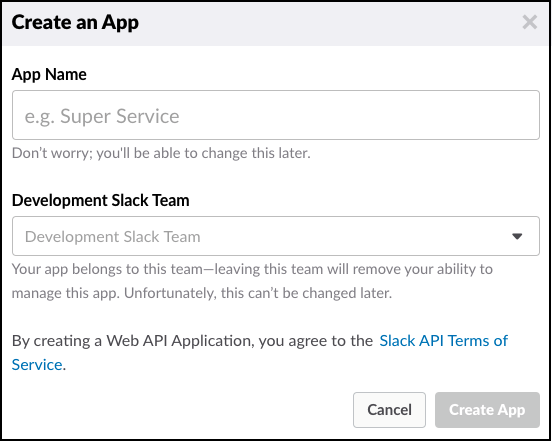 Create an App
App Name
e.g. Super Service
Don't worry; you'll be able to change this later.
Development Slack Team
Development Slack Team
Your app belongs to this team—leaving this team will remove your ability to
manage this app. Unfortunately, this can't be changed later.
By creating a Web API Application, you agree to the Slack API Terms of
Service.
Cancel
Create App